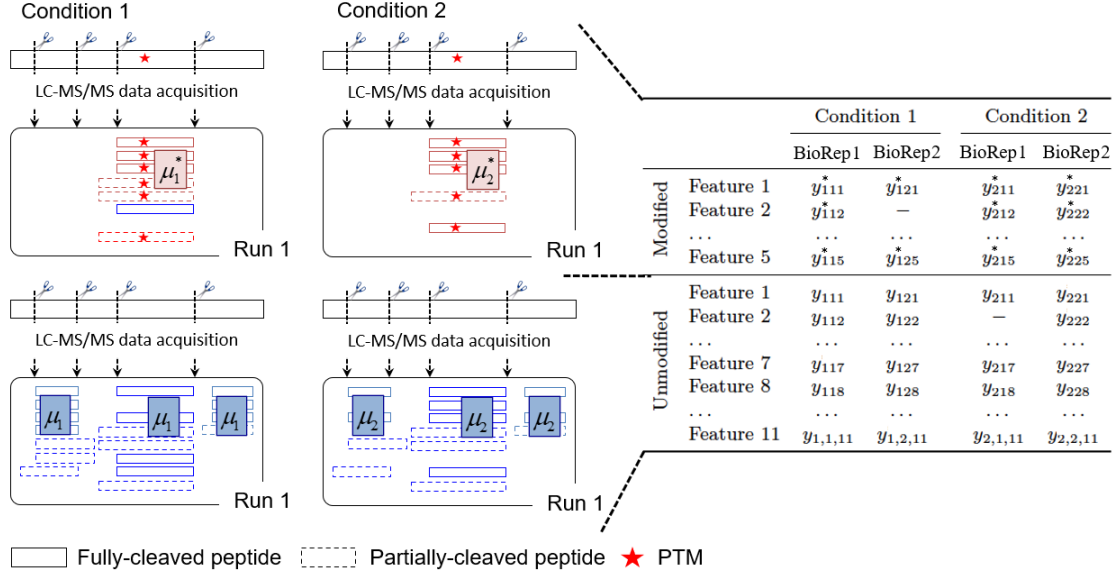 Condition 1
Condition 2
LC-MS/MS data acquisition
LC-MS/MS data acquisition
μ*1
μ*2
Run 1
Run 1
LC-MS/MS data acquisition
LC-MS/MS data acquisition
μ1 μ1 μ1
μ2 μ2 μ2
Run 1
Run 1
Fully-cleaved peptide
Partially-cleaved peptide
PTM
Condition 1 Condition 2
BioRep1 BioRep2 BioRep1 BioRep2
Modified
Feature 1 y*111 y*121 y*211 y*221
Feature 2 y*112 – y*212 y*222
... ... ... ... ...
Feature 5 y*115 y*125 y*215 y*225
Unmodified
Feature 1 y111 y121 y211 y221
Feature 2 y112 y122 – y222
... ... ... ... ...
Feature 7 y117 y127 y217 y227
Feature 8 y118 y128 y218 y228
... ... ... ... ...
Feature 11 y1,1,11 y1,2,11 y2,1,11 y2,2,11